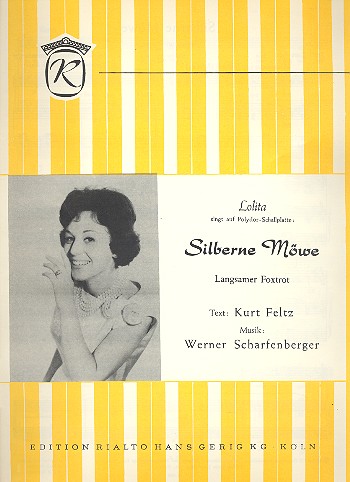 R
Lolita
singt auf Polydor-Schallplatte:
Silberne Möwe
Langsamer Foxtrot
Text: Kurt Feltz
Musik:
Werner Scharfenberger
EDITION RIALTO HANS GERIG KG · KÖLN